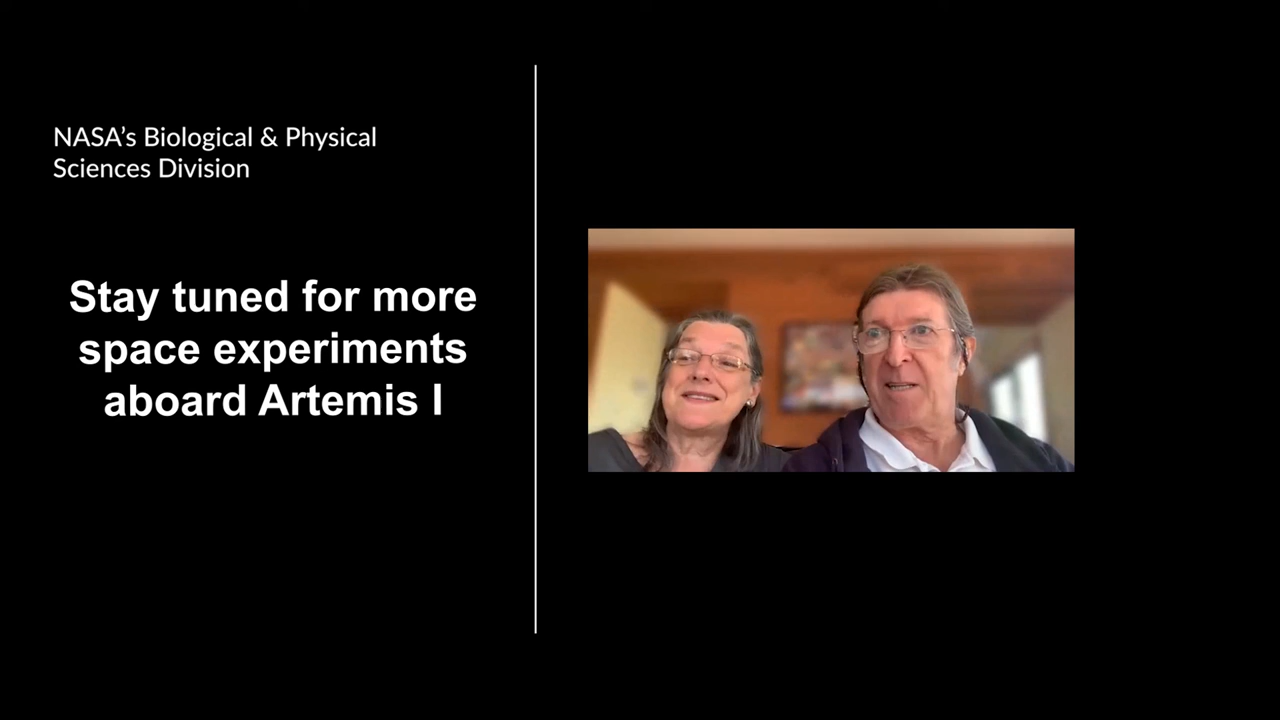 NASA’s Biological & Physical
Sciences Division
Stay tuned for more
space experiments
aboard Artemis I